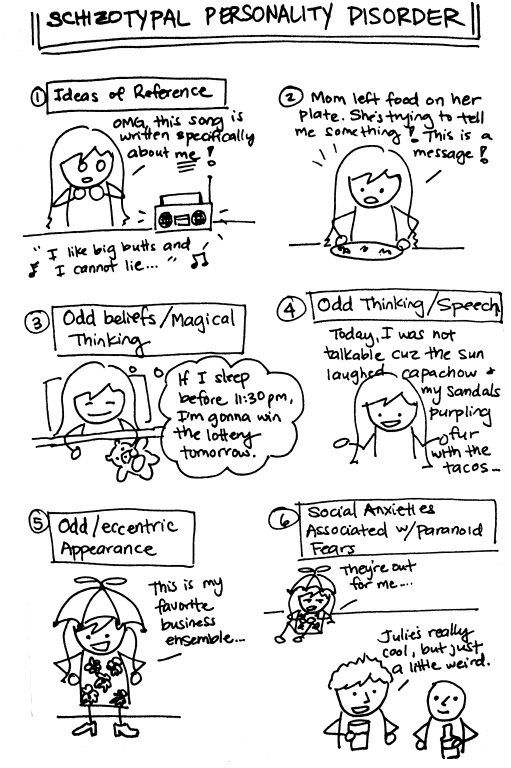 SCHIZOTYPAL PERSONALITY DISORDER
① Ideas of Reference
OMG, this song is
written specifically
about me!
"I like big butts and
I cannot lie..."
② Mom left food on her
plate. She's trying to tell
me something! This is a
message!
③ Odd beliefs/Magical
Thinking
If I sleep
before 11:30pm,
I'm gonna win
the lottery
tomorrow.
④ Odd Thinking/Speech
Today, I was not
talkable cuz the sun
laughed capachow &
my sandals
purpling
fur
with the
tacos...
⑤ Odd/eccentric
Appearance
This is my
favorite
business
ensemble...
⑥ Social Anxieties
Associated w/paranoid
Fears
They're out
for me....
Julie's really
cool, but just
a little weird.